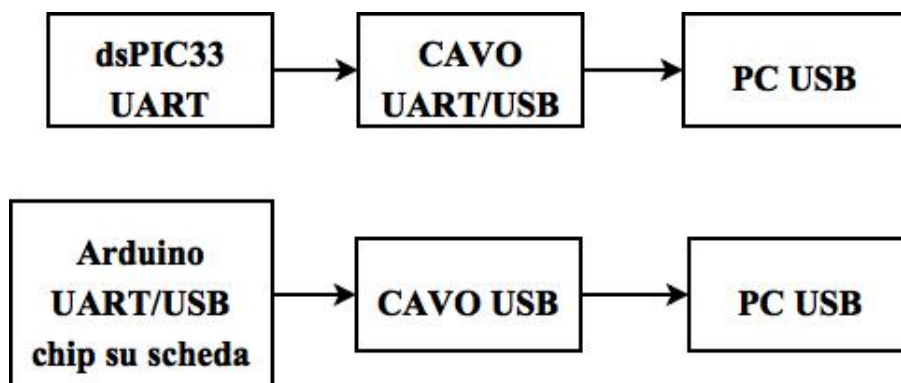 dsPIC33
UART
CAVO
UART/USB
PC USB
Arduino
UART/USB
chip su scheda
CAVO USB
PC USB